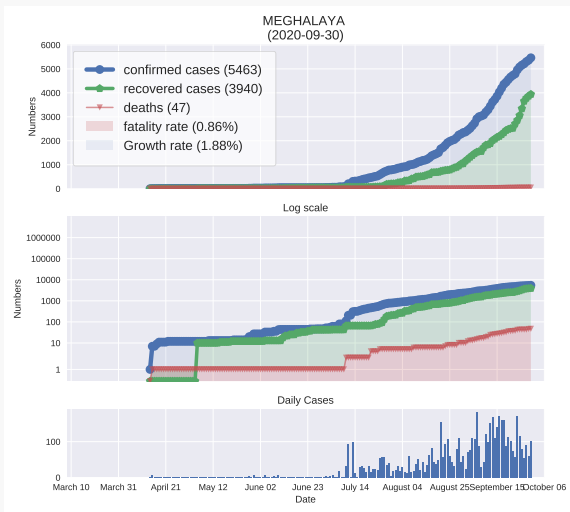 MEGHALAYA
(2020-09-30)
6000
5000
4000
3000
2000
1000
0
Numbers
confirmed cases (5463)
recovered cases (3940)
deaths (47)
fatality rate (0.86%)
Growth rate (1.88%)
Log scale
1000000
100000
10000
1000
100
10
1
Numbers
Daily Cases
100
0
March 10 March 31 April 21 May 12 June 02 June 23 July 14 August 04 August 25 September 15 October 06
Date